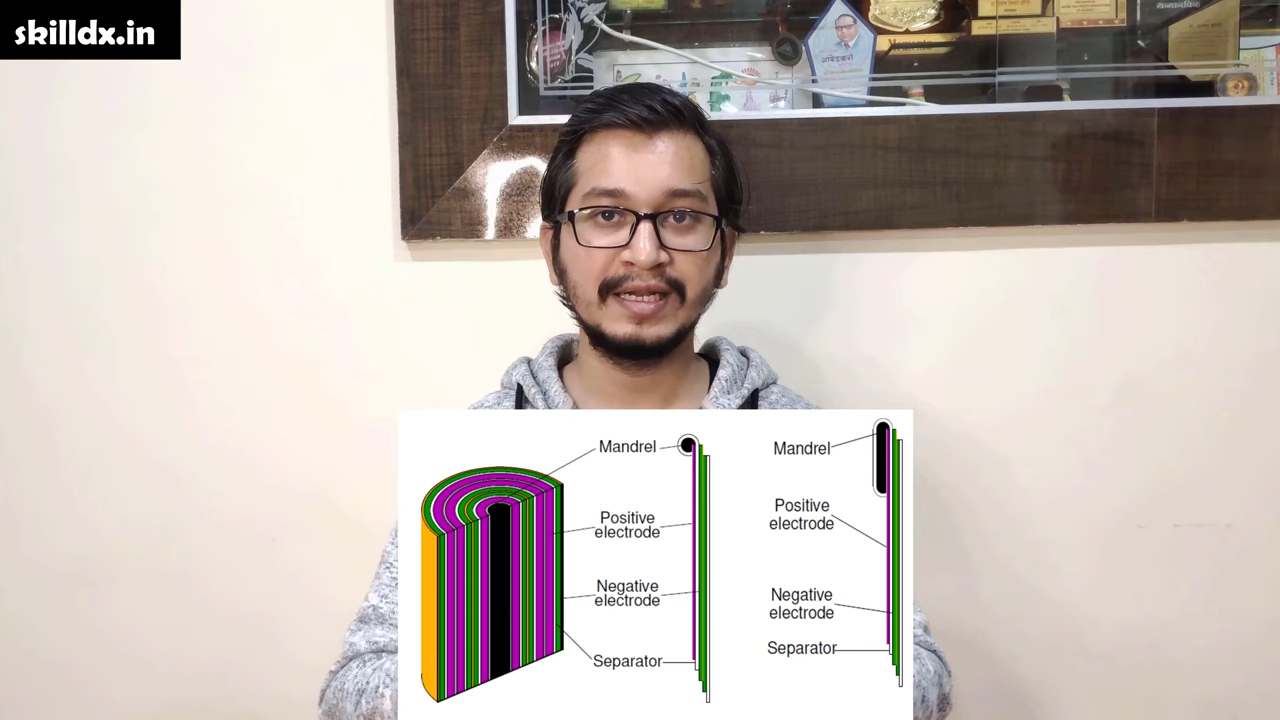 skilldx.in
Mandrel
Positive
electrode
Negative
electrode
Separator
Mandrel
Positive
electrode
Negative
electrode
Separator